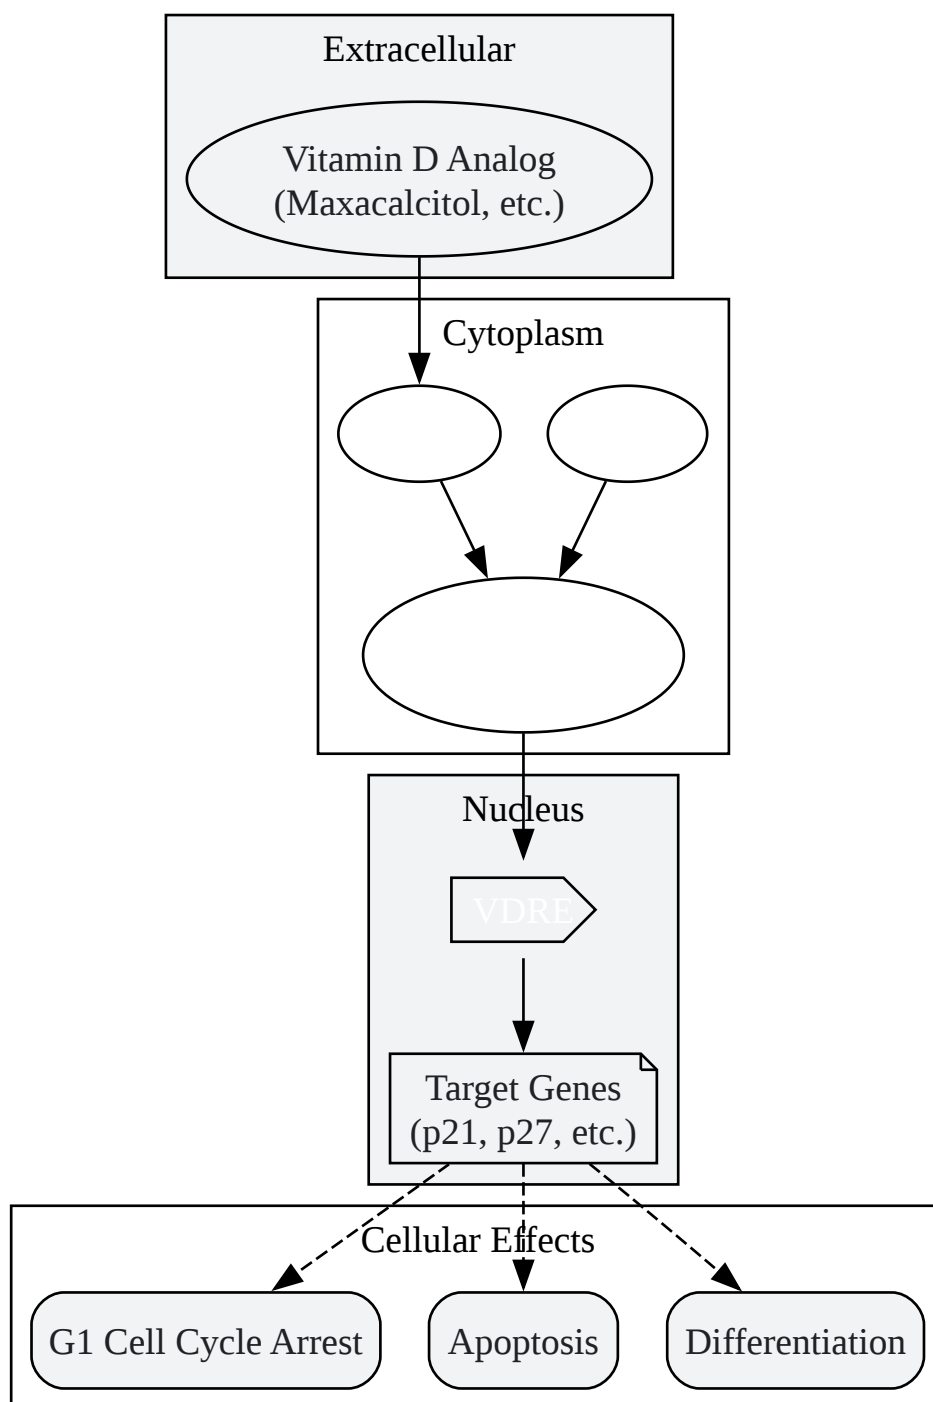 Extracellular
Vitamin D Analog
(Maxacalcitol, etc.)
Cytoplasm
Nucleus
VDRE
Target Genes
(p21, p27, etc.)
Cellular Effects
G1 Cell Cycle Arrest
Apoptosis
Differentiation